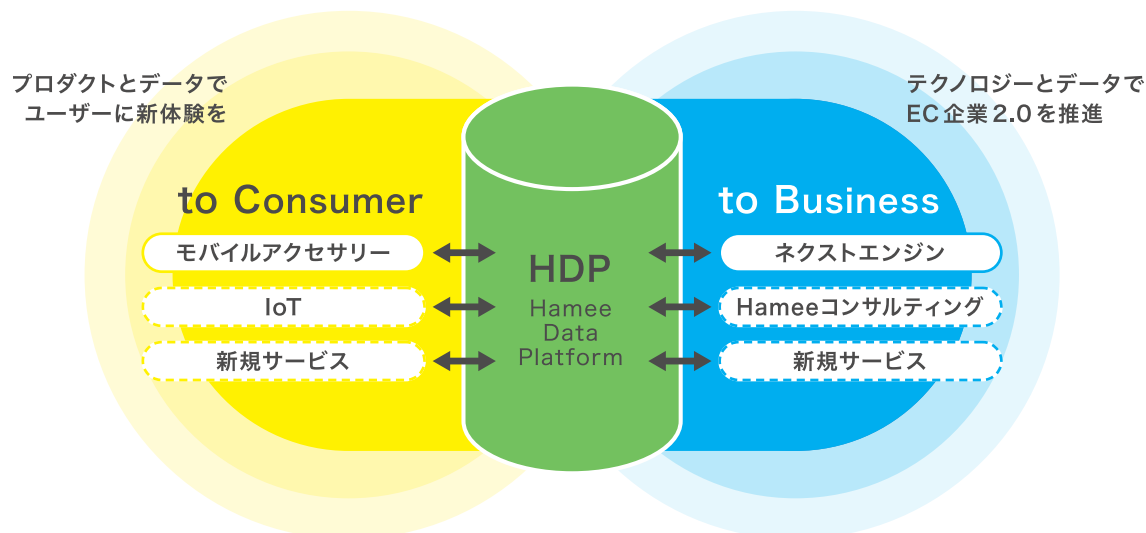 プロダクトとデータで
ユーザーに新体験を
to Consumer
モバイルアクセサリー
IoT
新規サービス
HDP
Hamee
Data
Platform
テクノロジーとデータで
EC企業2.0を推進
to Business
ネクストエンジン
Hameeコンサルティング
新規サービス